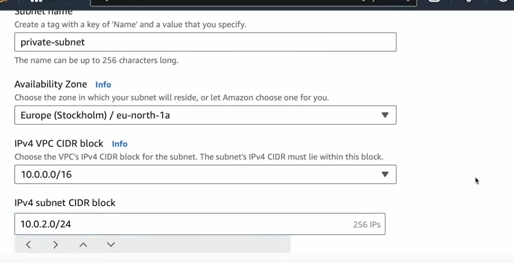 Subnet name
Create a tag with a key of 'Name' and a value that you specify.
private-subnet
The name can be up to 256 characters long.
Availability Zone Info
Choose the zone in which your subnet will reside, or let Amazon choose one for you.
Europe (Stockholm) / eu-north-1a
IPv4 VPC CIDR block Info
Choose the VPC's IPv4 CIDR block for the subnet. The subnet's IPv4 CIDR must lie within this block.
10.0.0.0/16
IPv4 subnet CIDR block
10.0.2.0/24 256 IPs